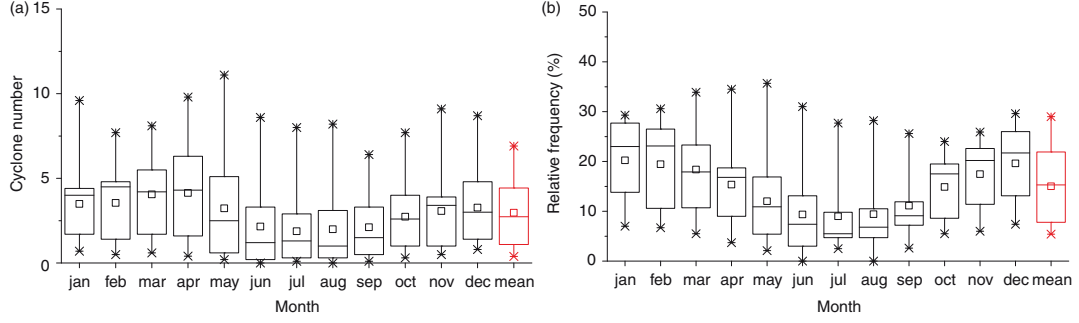 (a)
15
10
5
0
Cyclone number
jan feb mar apr may jun jul aug sep oct nov dec mean
Month
(b)
50
40
30
20
10
0
Relative frequency (%)
jan feb mar apr may jun jul aug sep oct nov dec mean
Month